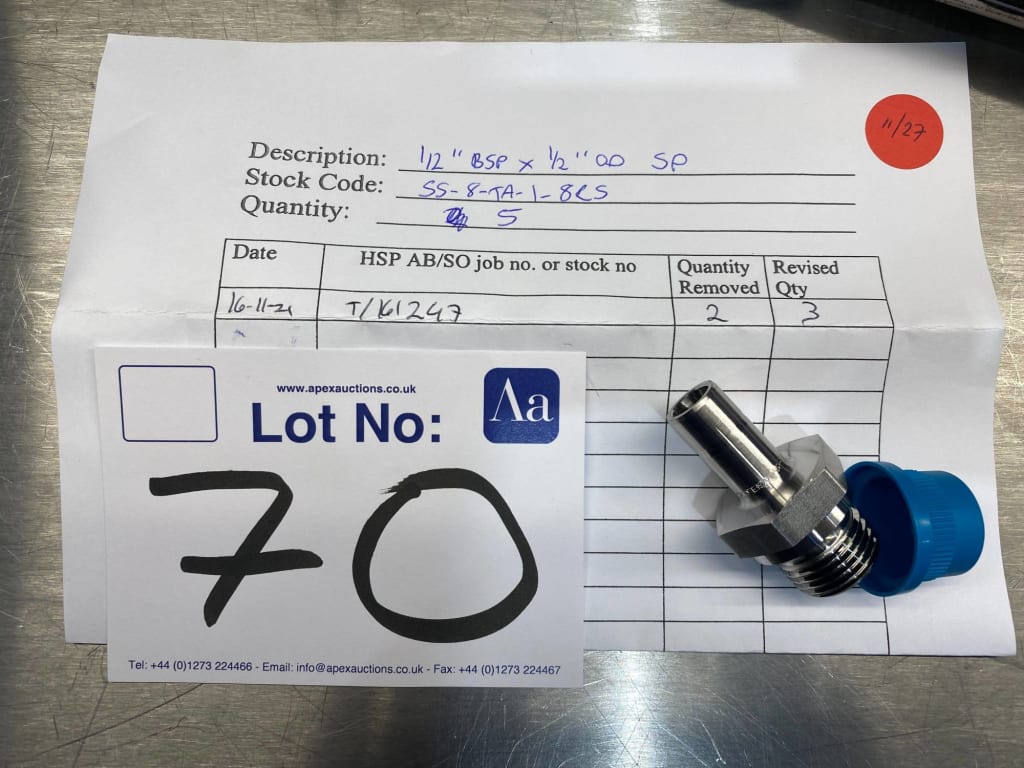 11/27
Description: 1/2" BSP x 1/2" OD SP
Stock Code: SS-8-TA-1-8RS
Quantity: 5
Date HSP AB/SO job no. or stock no Quantity Removed Revised Qty
16-11-21 T/161247 2 3
www.apexauctions.co.uk
Lot No: Aa
70
Tel: +44 (0)1273 224466 - Email: info@apexauctions.co.uk - Fax: +44 (0)1273 224467